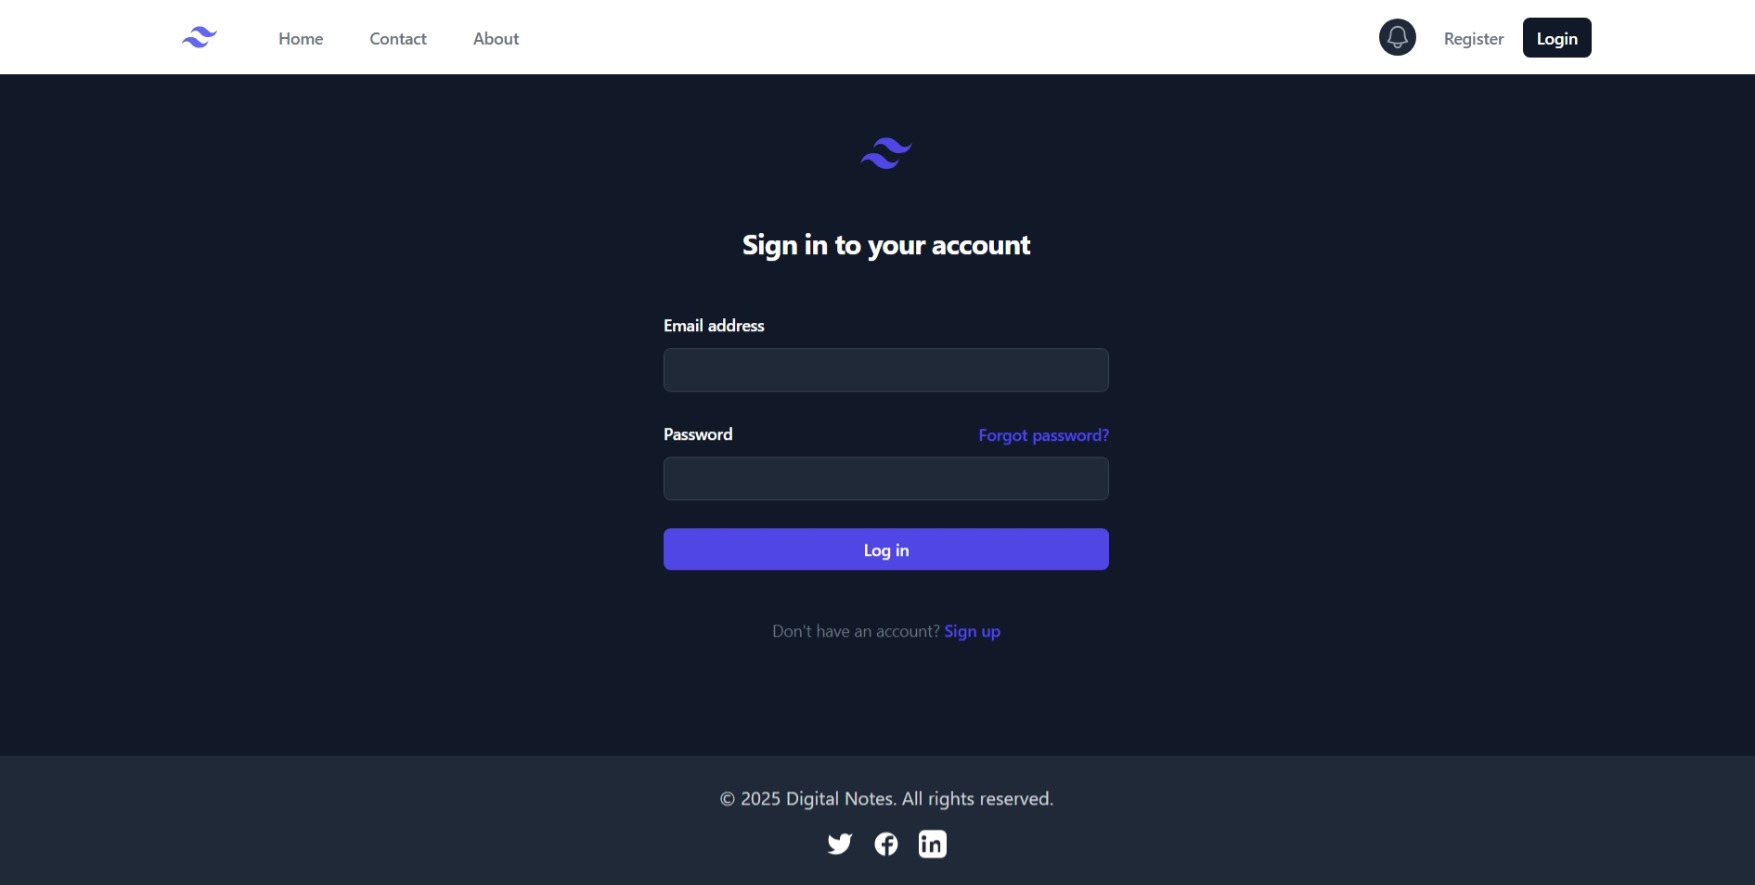 Home Contact About Register Login
Sign in to your account
Email address
Password Forgot password?
Log in
Don't have an account? Sign up
© 2025 Digital Notes. All rights reserved.
in